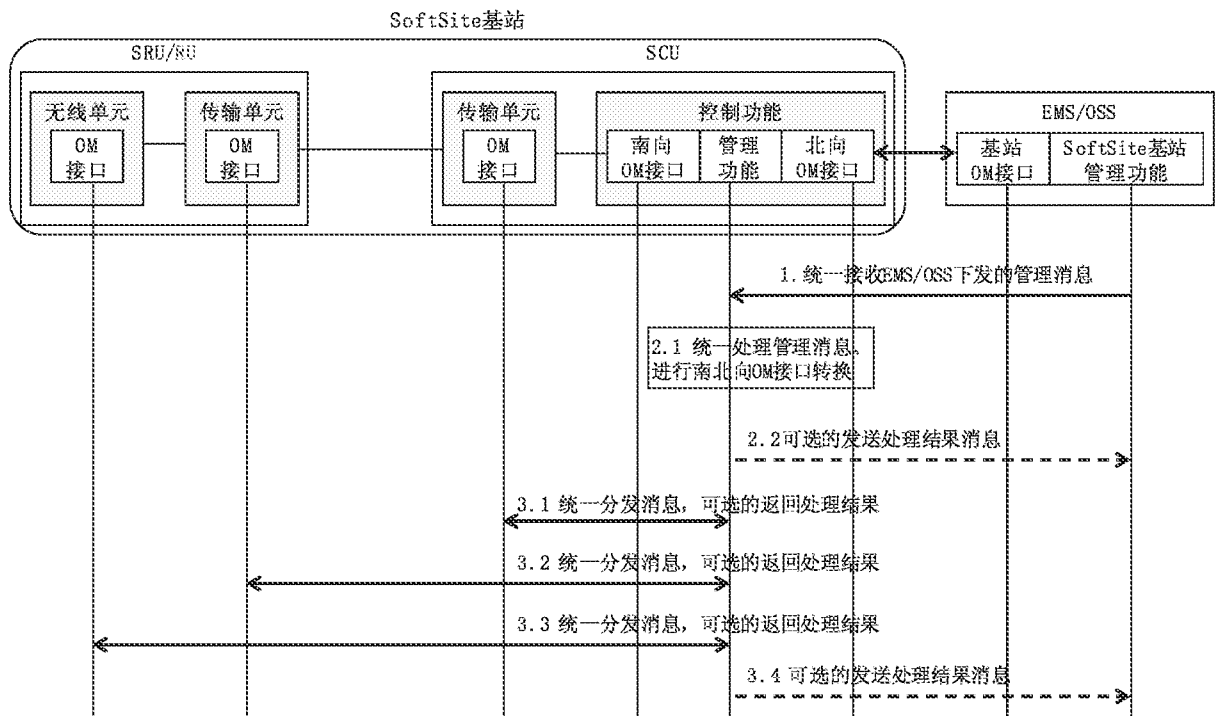 SoftSite基站
SRU/RU
SCU
无线单元
OM
接口
传输单元
OM
接口
传输单元
OM
接口
控制功能
南向
OM接口
管理
功能
北向
OM接口
EMS/OSS
基站
OM接口
SoftSite基站
管理功能
1.统一接收EMS/OSS下发的管理消息
2.1 统一处理管理消息,
进行南北向OM接口转换
2.2可选的发送处理结果消息
3.1 统一分发消息,可选的返回处理结果
3.2 统一分发消息,可选的返回处理结果
3.3 统一分发消息,可选的返回处理结果
3.4 可选的发送处理结果消息